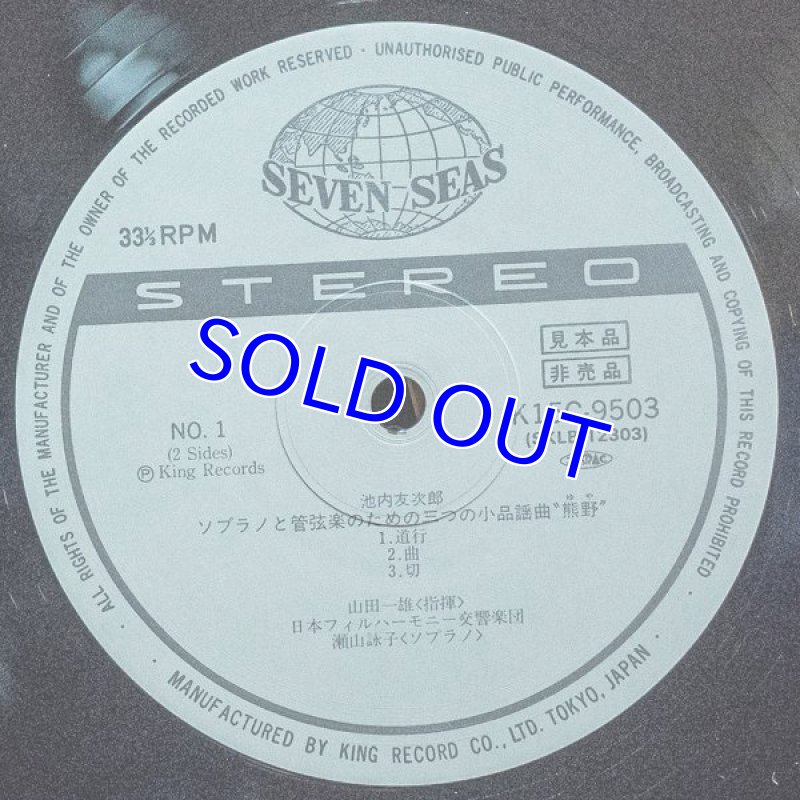 ALL RIGHTS OF THE MANUFACTURER AND OF THE OWNER OF THE RECORDED WORK RESERVED · UNAUTHORISED PUBLIC PERFORMANCE, BROADCASTING AND COPYING OF THIS RECORD PROHIBITED
SEVEN SEAS
33⅓RPM
STEREO
見本品
非売品
SOLD OUT
NO. 1
(2 Sides)
Ⓟ King Records
-9503
池内友次郎
ソプラノと管弦楽のための三つの小品謡曲"熊野"
ゆや
1.道行
2.曲
3.切
山田一雄<指揮>
日本フィルハーモニー交響楽団
瀬山詠子<ソプラノ>
MANUFACTURED BY KING RECORD CO., LTD. TOKYO, JAPAN